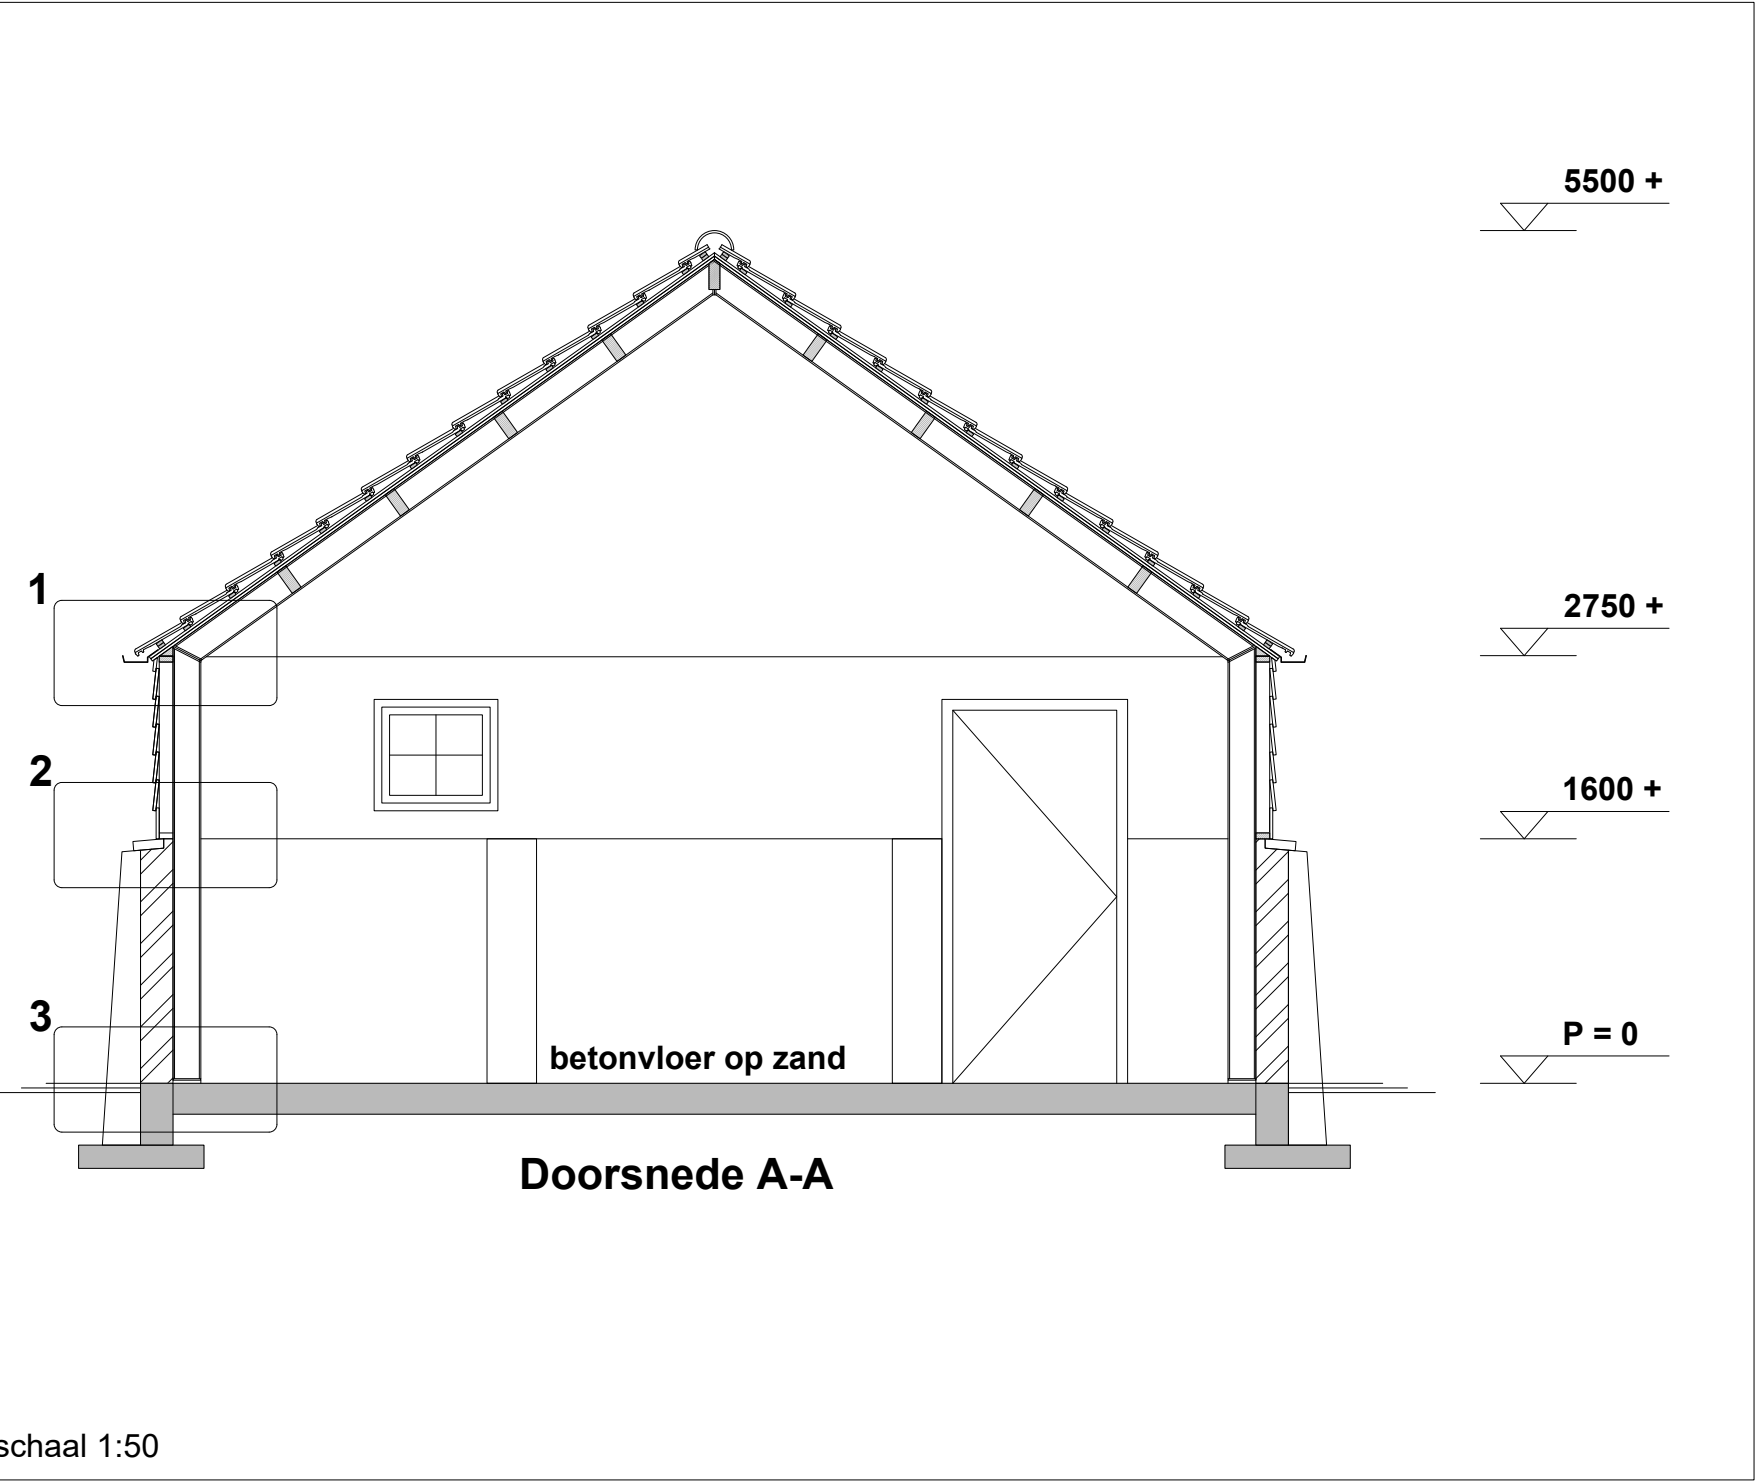 5500 +
1
2750 +
2
1600 +
3
P = 0
betonvloer op zand
Doorsnede A-A
schaal 1:50